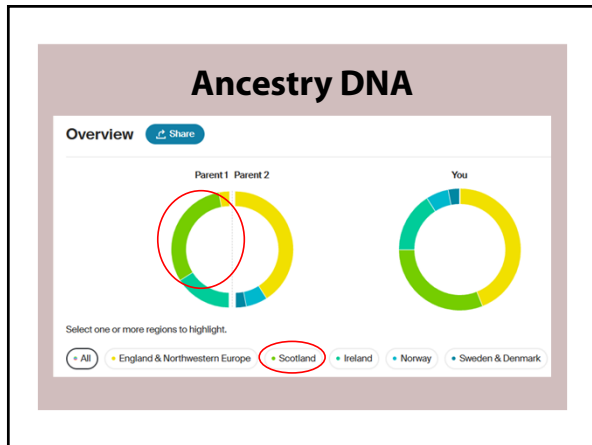 Ancestry DNA
Overview Share
Parent 1 Parent 2 You
Select one or more regions to highlight.
All England & Northwestern Europe Scotland Ireland Norway Sweden & Denmark